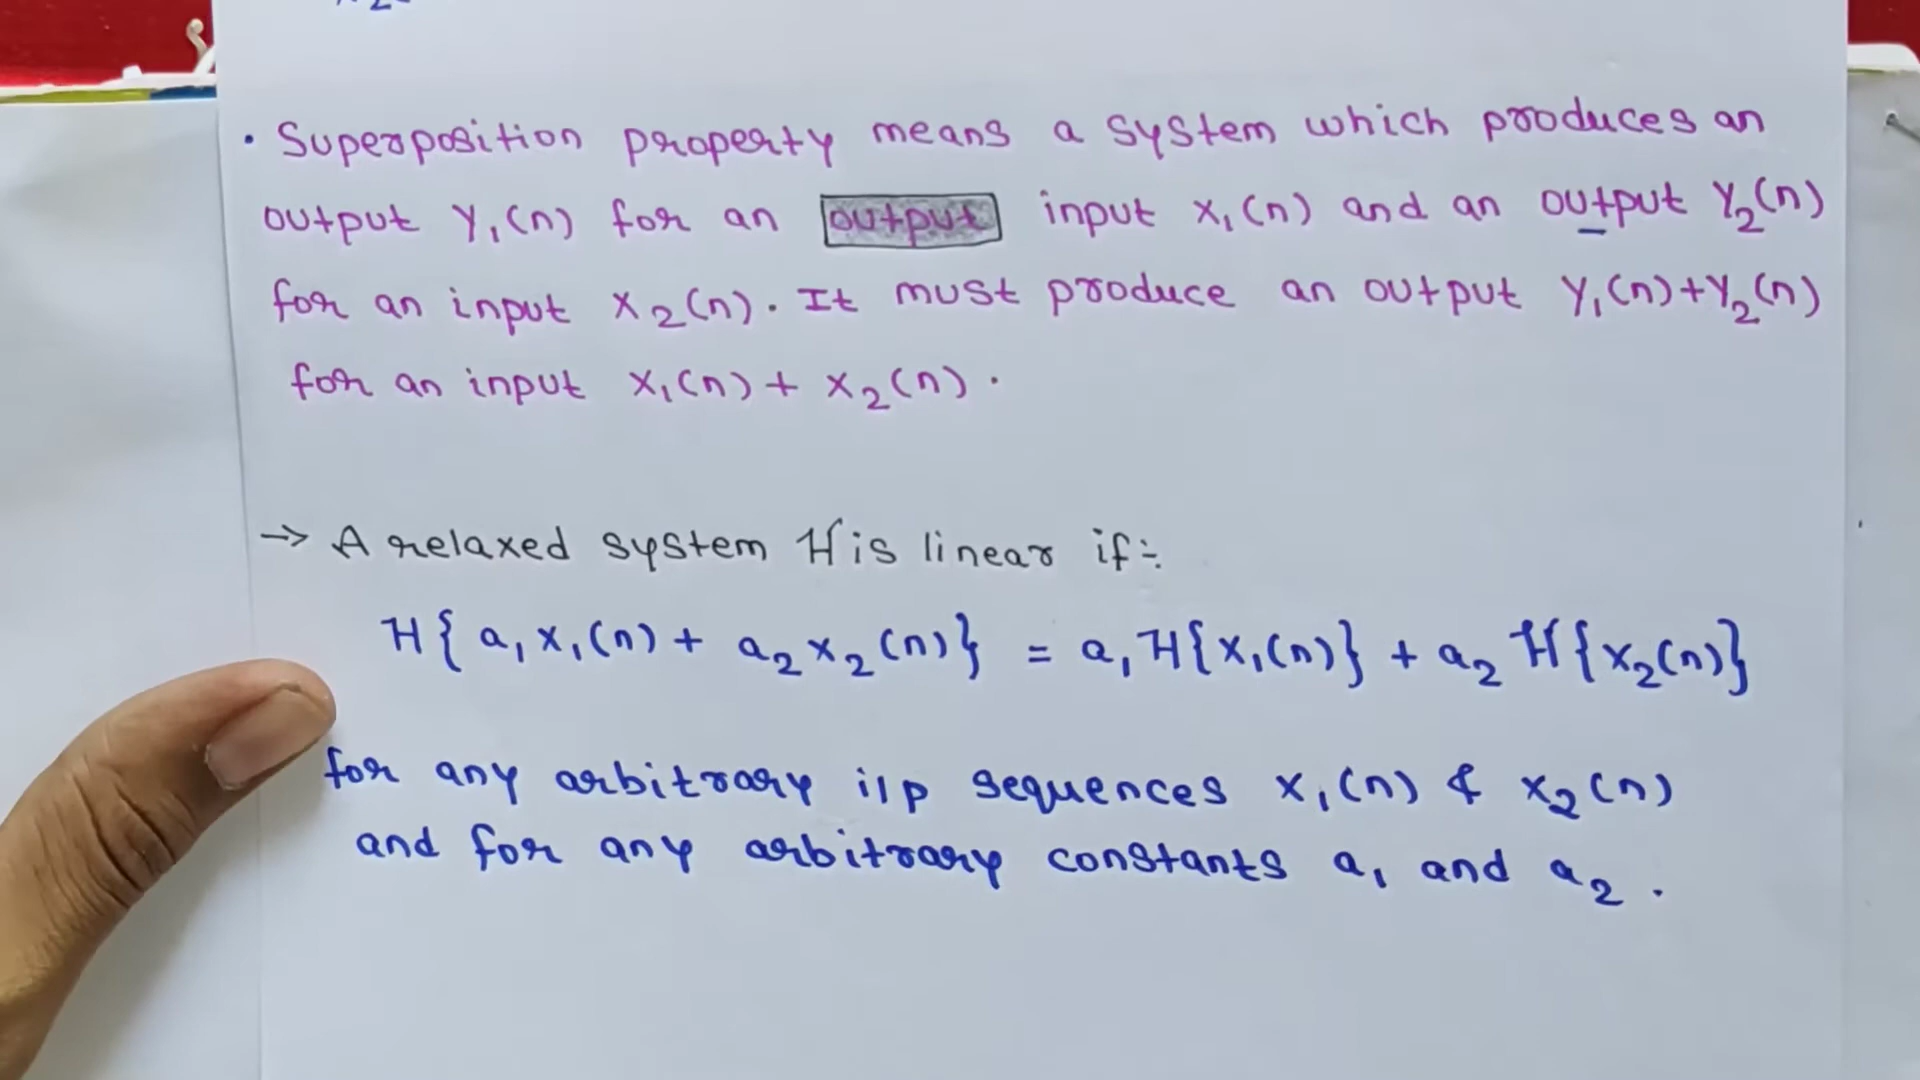 • Superposition property means a system which produces an
output y₁(n) for an output input x₁(n) and an output y₂(n)
for an input x₂(n). It must produce an output y₁(n)+y₂(n)
for an input x₁(n) + x₂(n).
→ A relaxed system H is linear if:-
H{a₁x₁(n) + a₂x₂(n)} = a₁H{x₁(n)} + a₂H{x₂(n)}
for any arbitrary i/p sequences x₁(n) & x₂(n)
and for any arbitrary constants a₁ and a₂.